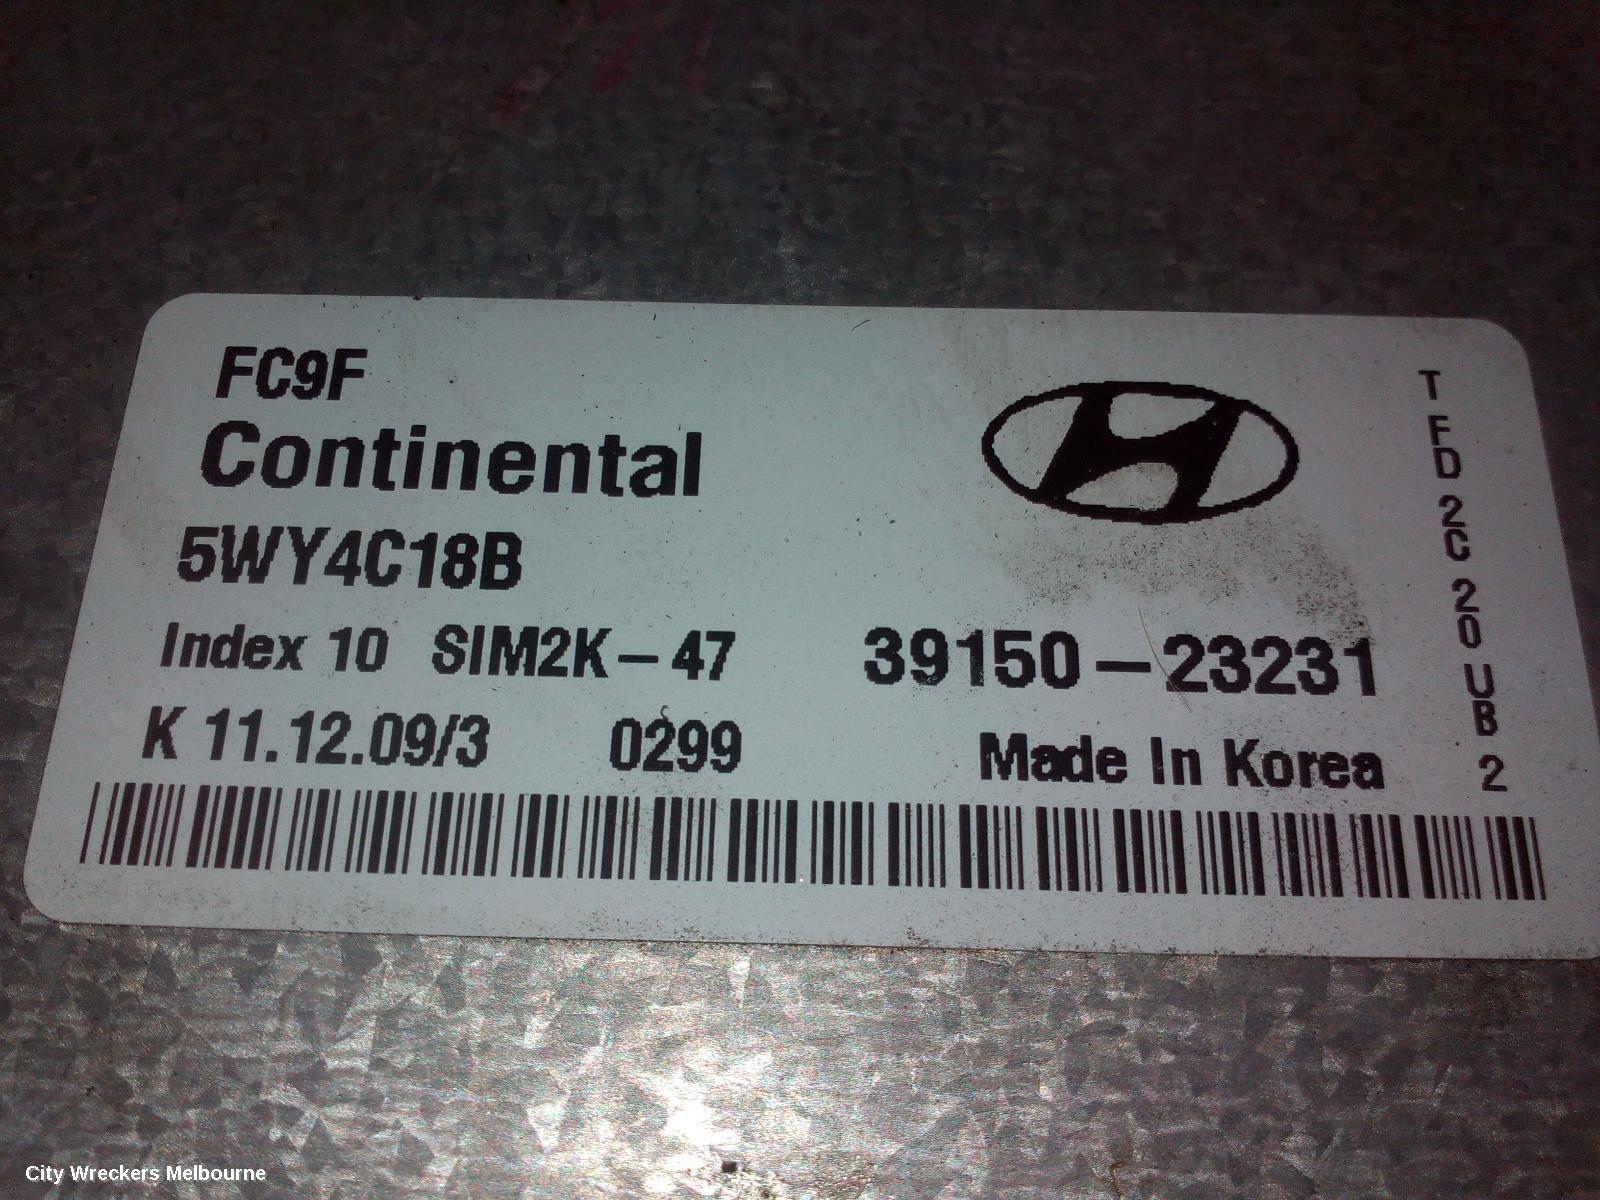 FC9F
Continental
5WY4C18B
Index 10 SIM2K-47 39150-23231
K 11.12.09/3 0299 Made In Korea
T FD 2C 20 UB 2
City Wreckers Melbourne